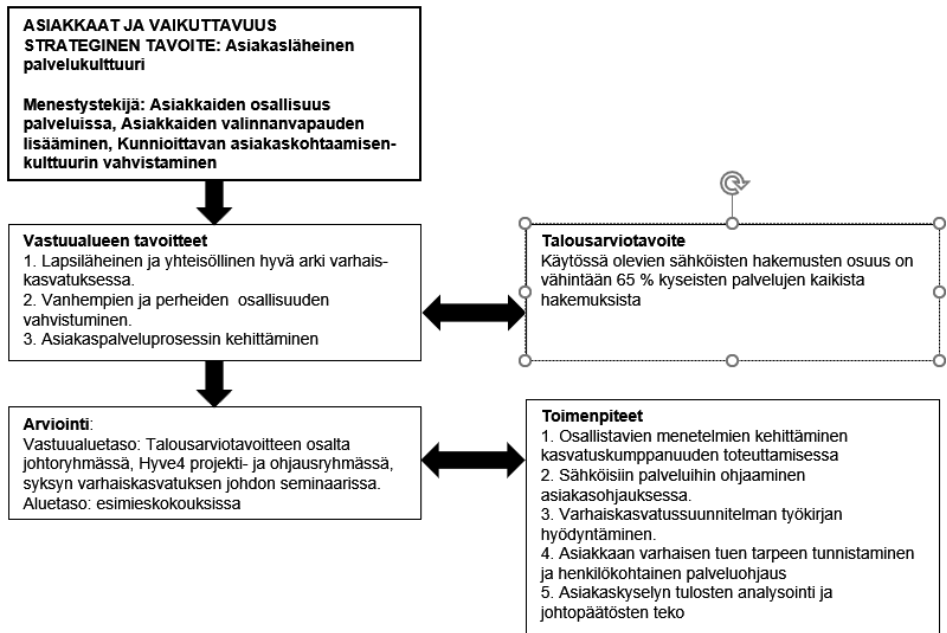 ASIAKKAAT JA VAIKUTTAVUUS
STRATEGINEN TAVOITE: Asiakasläheinen
palvelukulttuuri
Menestystekijä: Asiakkaiden osallisuus
palveluissa, Asiakkaiden valinnanvapauden
lisääminen, Kunnioittavan asiakaskohtaamisen-
kulttuurin vahvistaminen
Vastuualueen tavoitteet
1. Lapsiläheinen ja yhteisöllinen hyvä arki varhais-
kasvatuksessa.
2. Vanhempien ja perheiden  osallisuuden
vahvistuminen.
3. Asiakaspalveluprosessin kehittäminen
Talousarviotavoite
Käytössä olevien sähköisten hakemusten osuus on
vähintään 65 % kyseisten palvelujen kaikista
hakemuksista
Arviointi:
Vastuualuetaso: Talousarviotavoitteen osalta
johtoryhmässä, Hyve4 projekti- ja ohjausryhmässä,
syksyn varhaiskasvatuksen johdon seminaarissa.
Aluetaso: esimieskokouksissa
Toimenpiteet
1. Osallistavien menetelmien kehittäminen
kasvatuskumppanuuden toteuttamisessa
2. Sähköisiin palveluihin ohjaaminen
asiakasohjauksessa.
3. Varhaiskasvatussuunnitelman työkirjan
hyödyntäminen.
4. Asiakkaan varhaisen tuen tarpeen tunnistaminen
ja henkilökohtainen palveluohjaus
5. Asiakaskyselyn tulosten analysointi ja
johtopäätösten teko